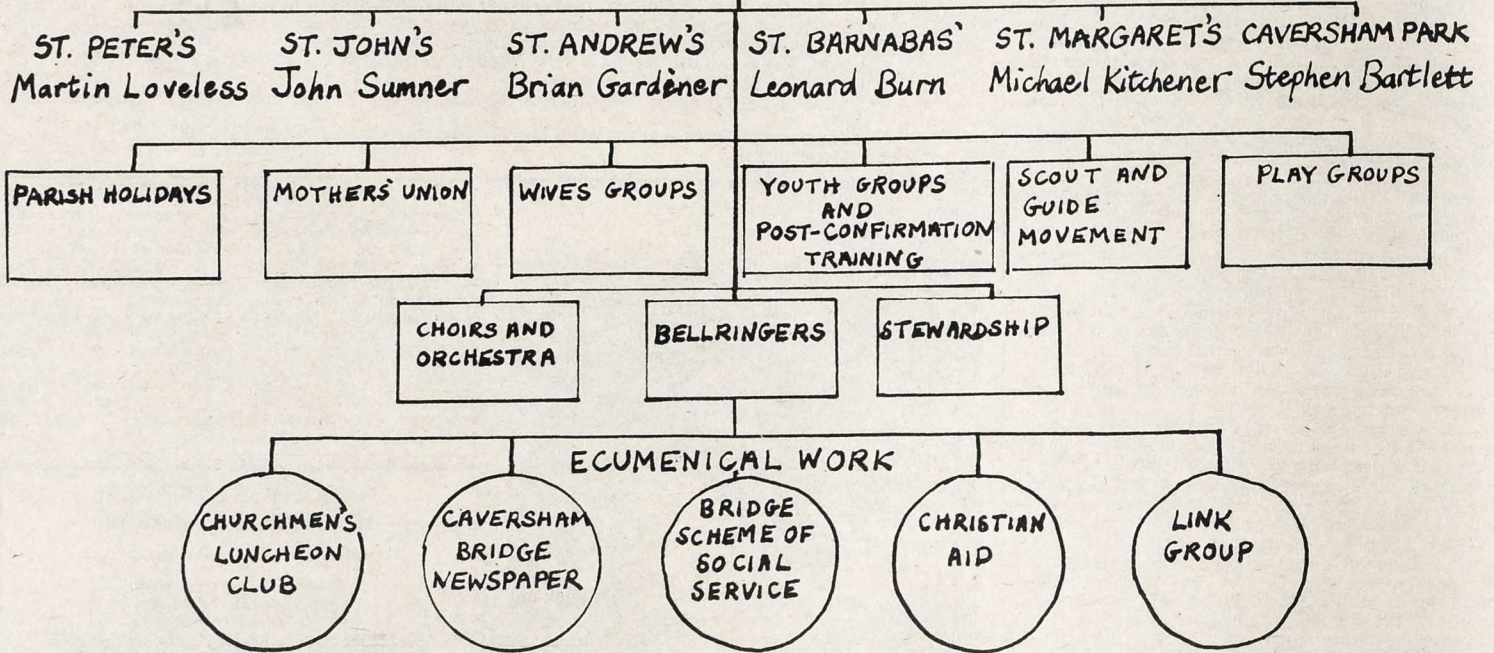 ST. PETER'S
Martin Loveless
ST. JOHN'S
John Sumner
ST. ANDREW'S
Brian Gardener
ST. BARNABAS'
Leonard Burn
ST. MARGARET'S
Michael Kitchener
CAVERSHAM PARK
Stephen Bartlett
PARISH HOLIDAYS
MOTHERS' UNION
WIVES GROUPS
YOUTH GROUPS
AND
POST-CONFIRMATION
TRAINING
SCOUT AND
GUIDE
MOVEMENT
PLAY GROUPS
CHOIRS AND
ORCHESTRA
BELLRINGERS
STEWARDSHIP
ECUMENICAL WORK
CHURCHMEN'S
LUNCHEON
CLUB
CAVERSHAM
BRIDGE
NEWSPAPER
BRIDGE
SCHEME OF
SOCIAL
SERVICE
CHRISTIAN
AID
LINK
GROUP